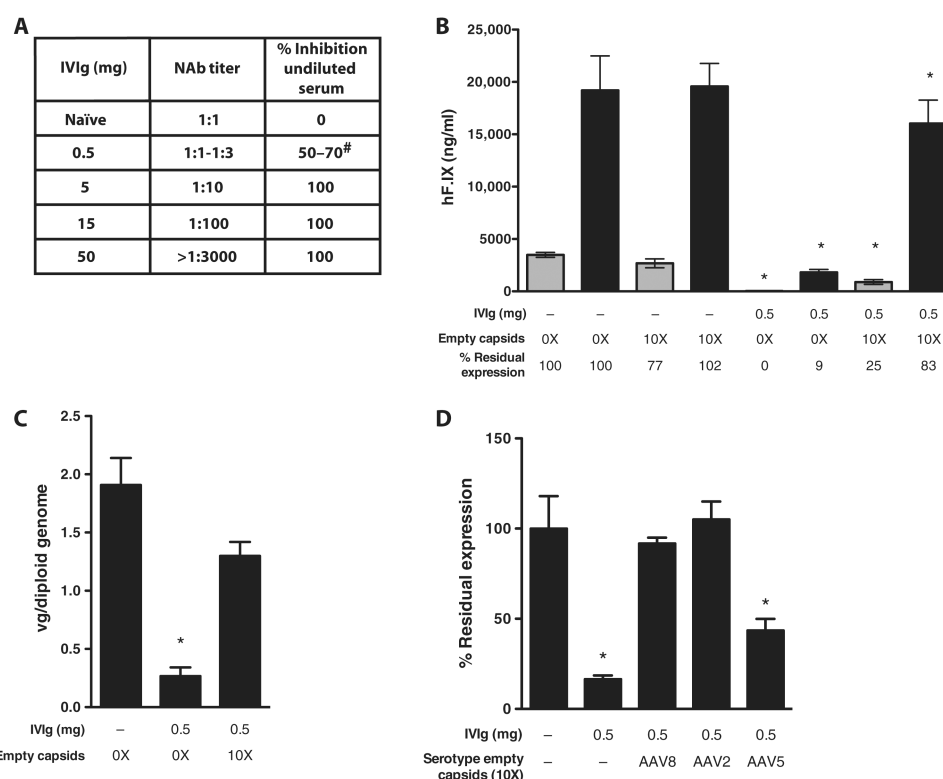 A
IVIg (mg) NAb titer % Inhibition undiluted serum
Naïve 1:1 0
0.5 1:1-1:3 50–70#
5 1:10 100
15 1:100 100
50 >1:3000 100
B
hF.IX (ng/ml)
25,000
20,000
15,000
10,000
5000
0
* * * *
IVIg (mg) – – – – 0.5 0.5 0.5 0.5
Empty capsids 0X 0X 10X 10X 0X 0X 10X 10X
% Residual expression 100 100 77 102 0 9 25 83
C
vg/diploid genome
2.5
2.0
1.5
1.0
0.5
0.0
*
IVIg (mg) – 0.5 0.5
Empty capsids 0X 0X 10X
D
% Residual expression
150
100
50
0
* *
IVIg (mg) – 0.5 0.5 0.5 0.5
Serotype empty capsids (10X) – – AAV8 AAV2 AAV5